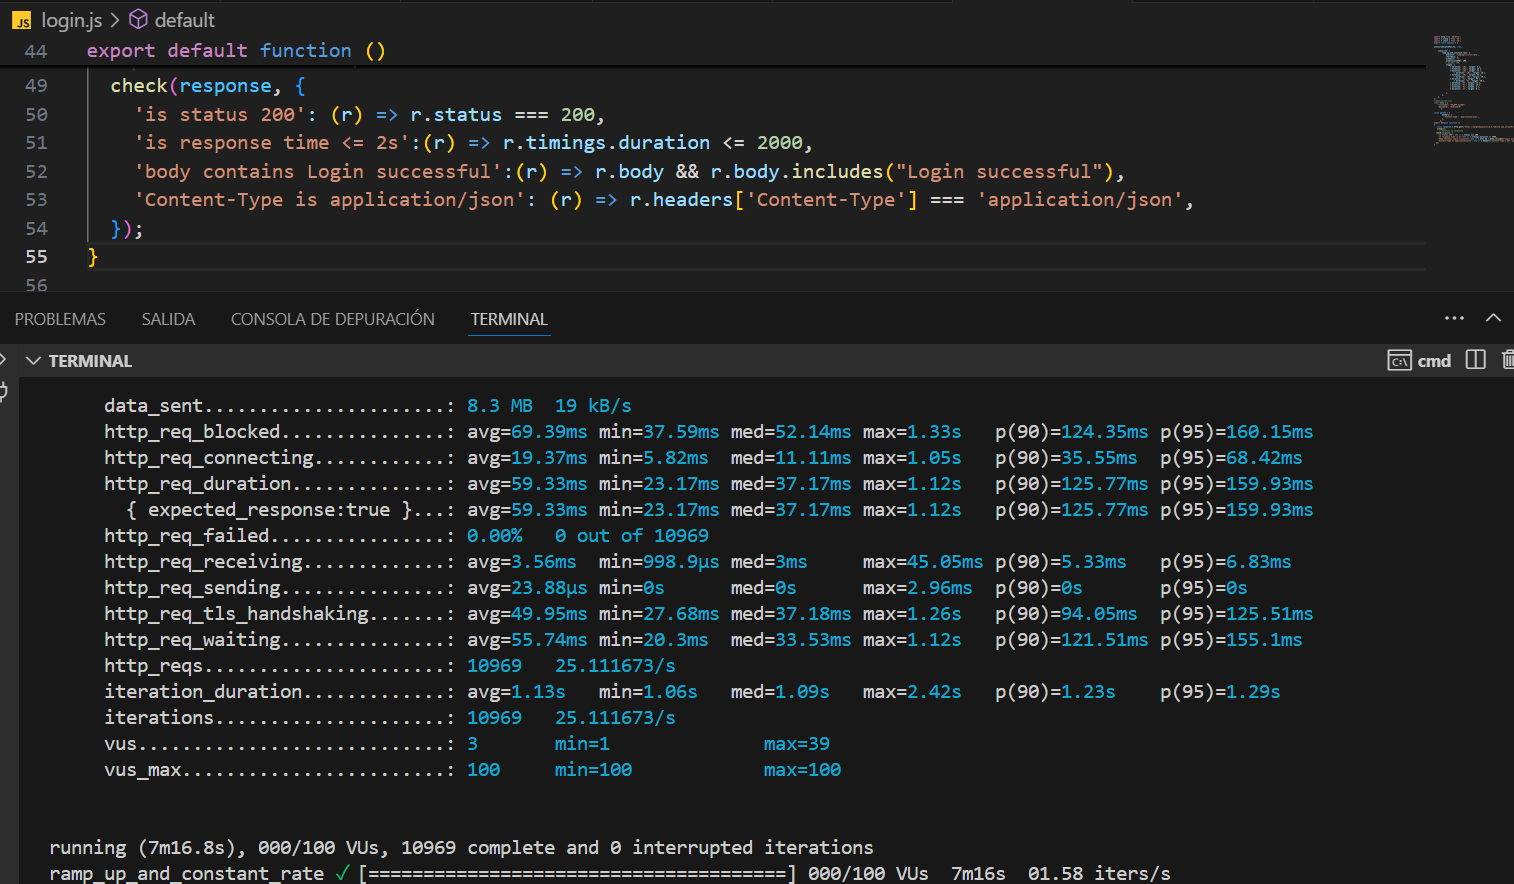 JS login.js > default
44 export default function ()
49 check(response, {
50 'is status 200': (r) => r.status === 200,
51 'is response time <= 2s':(r) => r.timings.duration <= 2000,
52 'body contains Login successful':(r) => r.body && r.body.includes("Login successful"),
53 'Content-Type is application/json': (r) => r.headers['Content-Type'] === 'application/json',
54 });
55 }
56
PROBLEMAS SALIDA CONSOLA DE DEPURACIÓN TERMINAL
TERMINAL cmd
data_sent......................: 8.3 MB 19 kB/s
http_req_blocked...............: avg=69.39ms min=37.59ms med=52.14ms max=1.33s p(90)=124.35ms p(95)=160.15ms
http_req_connecting............: avg=19.37ms min=5.82ms med=11.11ms max=1.05s p(90)=35.55ms p(95)=68.42ms
http_req_duration..............: avg=59.33ms min=23.17ms med=37.17ms max=1.12s p(90)=125.77ms p(95)=159.93ms
{ expected_response:true }...: avg=59.33ms min=23.17ms med=37.17ms max=1.12s p(90)=125.77ms p(95)=159.93ms
http_req_failed................: 0.00% 0 out of 10969
http_req_receiving.............: avg=3.56ms min=998.9µs med=3ms max=45.05ms p(90)=5.33ms p(95)=6.83ms
http_req_sending...............: avg=23.88µs min=0s med=0s max=2.96ms p(90)=0s p(95)=0s
http_req_tls_handshaking.......: avg=49.95ms min=27.68ms med=37.18ms max=1.26s p(90)=94.05ms p(95)=125.51ms
http_req_waiting...............: avg=55.74ms min=20.3ms med=33.53ms max=1.12s p(90)=121.51ms p(95)=155.1ms
http_reqs......................: 10969 25.111673/s
iteration_duration.............: avg=1.13s min=1.06s med=1.09s max=2.42s p(90)=1.23s p(95)=1.29s
iterations.....................: 10969 25.111673/s
vus............................: 3 min=1 max=39
vus_max........................: 100 min=100 max=100
running (7m16.8s), 000/100 VUs, 10969 complete and 0 interrupted iterations
ramp_up_and_constant_rate ✓ [======================================] 000/100 VUs 7m16s 01.58 iters/s